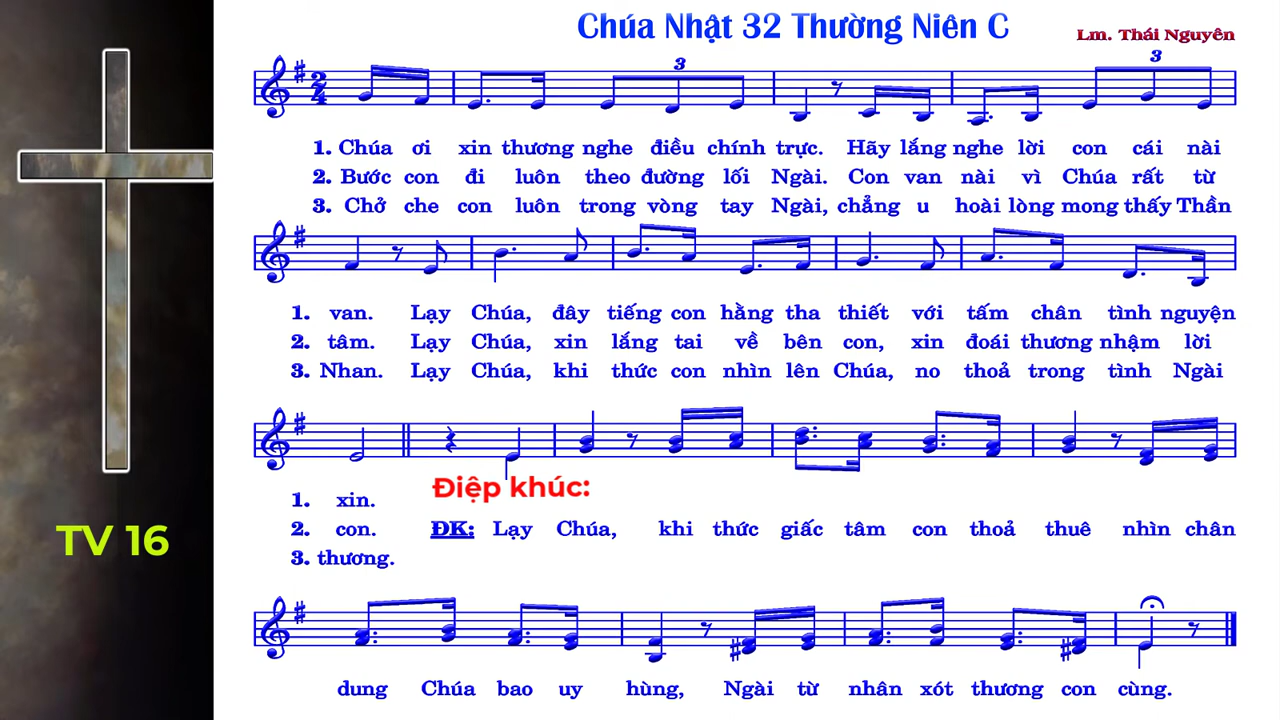 Chúa Nhật 32 Thường Niên C
Lm. Thái Nguyên
3
3
2
4
1. Chúa ơi xin thương nghe điều chính trực. Hãy lắng nghe lời con cái nài
2. Bước con đi luôn theo đường lối Ngài. Con van nài vì Chúa rất từ
3. Chở che con luôn trong vòng tay Ngài, chẳng u hoài lòng mong thấy Thần
1. van. Lạy Chúa, đây tiếng con hằng tha thiết với tấm chân tình nguyện
2. tâm. Lạy Chúa, xin lắng tai về bên con, xin đoái thương nhậm lời
3. Nhan. Lạy Chúa, khi thức con nhìn lên Chúa, no thoả trong tình Ngài
Điệp khúc:
1. xin.
2. con. ĐK: Lạy Chúa, khi thức giấc tâm con thoả thuê nhìn chân
3. thương.
TV 16
dung Chúa bao uy hùng, Ngài từ nhân xót thương con cùng.